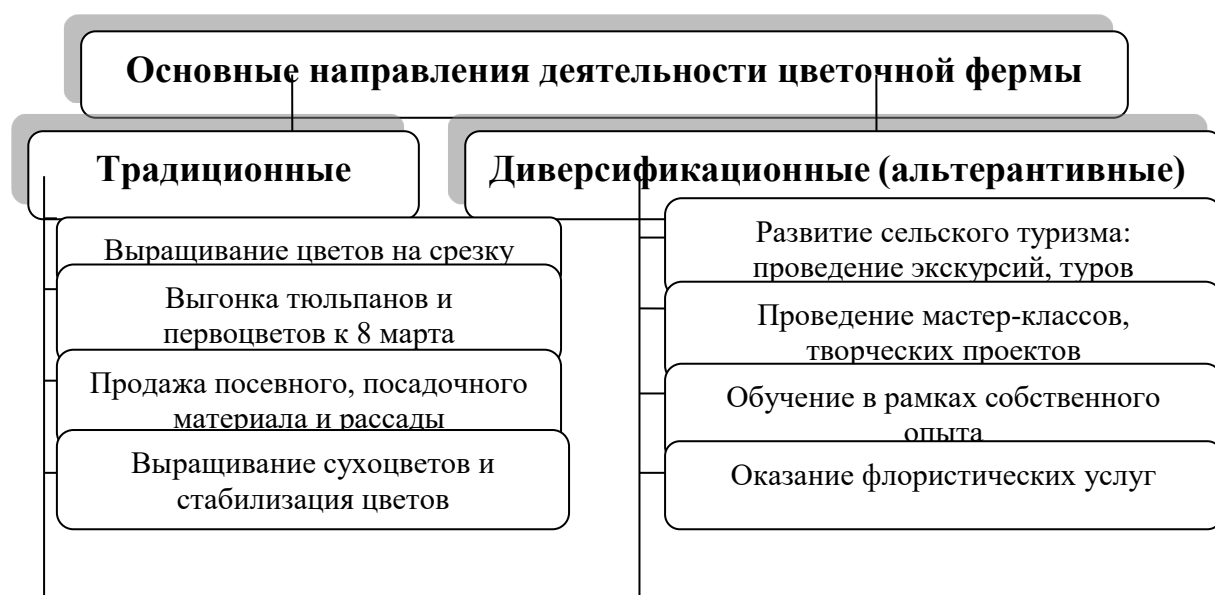 Основные направления деятельности цветочной фермы
Традиционные
Выращивание цветов на срезку
Выгонка тюльпанов и
первоцветов к 8 марта
Продажа посевного, посадочного
материала и рассады
Выращивание сухоцветов и
стабилизация цветов
Диверсификационные (альтерантивные)
Развитие сельского туризма:
проведение экскурсий, туров
Проведение мастер-классов,
творческих проектов
Обучение в рамках собственного
опыта
Оказание флористических услуг